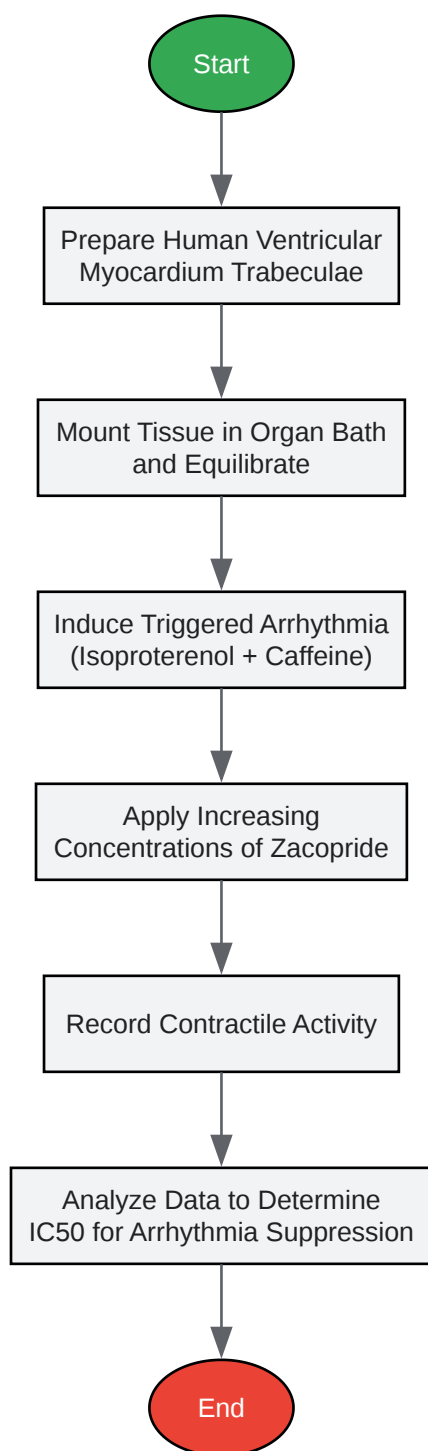 Start
Prepare Human Ventricular
Myocardium Trabeculae
Mount Tissue in Organ Bath
and Equilibrate
Induce Triggered Arrhythmia
(Isoproterenol + Caffeine)
Apply Increasing
Concentrations of Zacopride
Record Contractile Activity
Analyze Data to Determine
IC50 for Arrhythmia Suppression
End